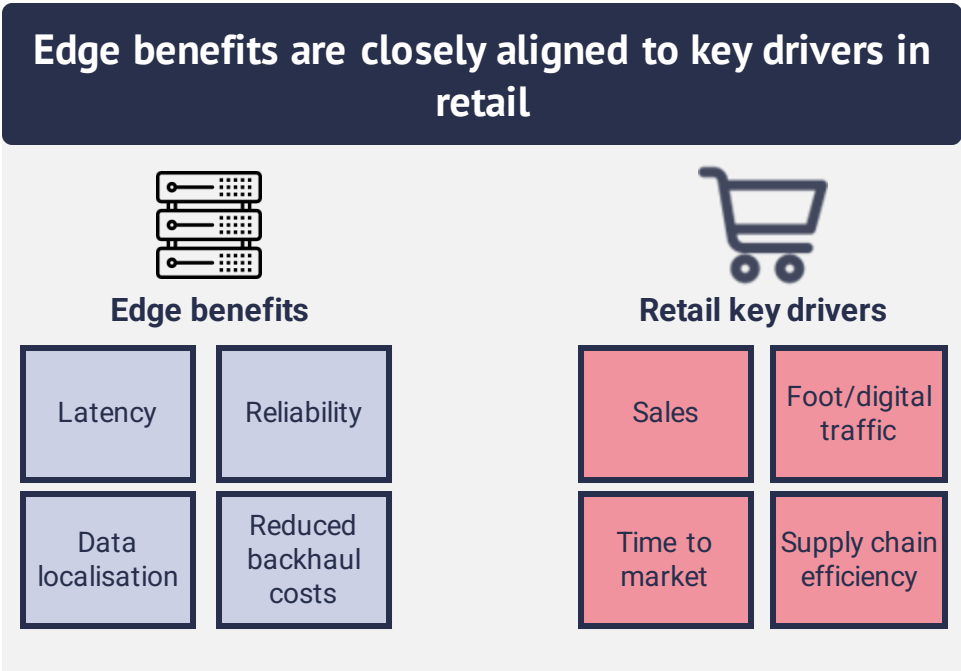 Edge benefits are closely aligned to key drivers in
retail
Edge benefits
Retail key drivers
Latency
Reliability
Data
localisation
Reduced
backhaul
costs
Sales
Foot/digital
traffic
Time to
market
Supply chain
efficiency